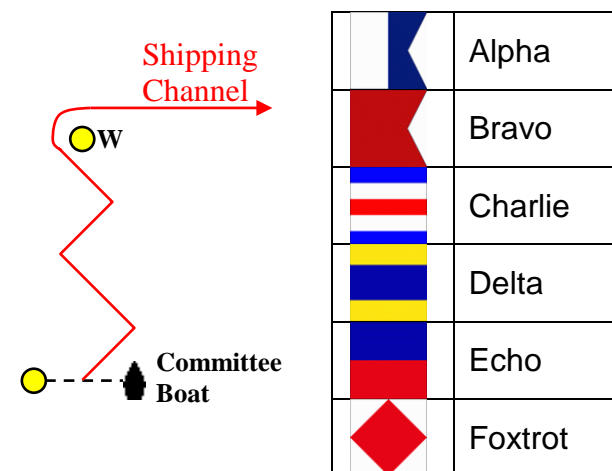 Shipping
Channel
W
Committee
Boat
Alpha
Bravo
Charlie
Delta
Echo
Foxtrot